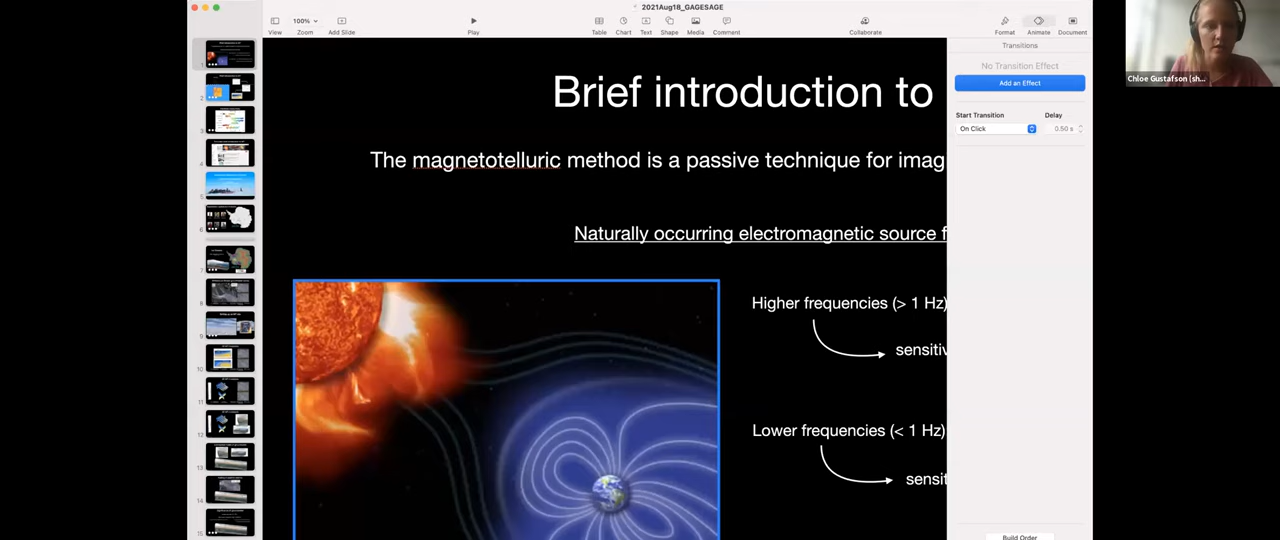 2021Aug18_GAGESAGE
100%
View Zoom Add Slide Play Table Chart Text Shape Media Comment Collaborate Format Animate Document
Transitions
No Transition Effect
Add an Effect
Start Transition Delay
On Click 0.50 s
Build Order
Brief introduction to
The magnetotelluric method is a passive technique for imag
Naturally occurring electromagnetic source f
Higher frequencies (> 1 Hz)
sensitiv
Lower frequencies (< 1 Hz)
sensit
Chloe Gustafson (sh...